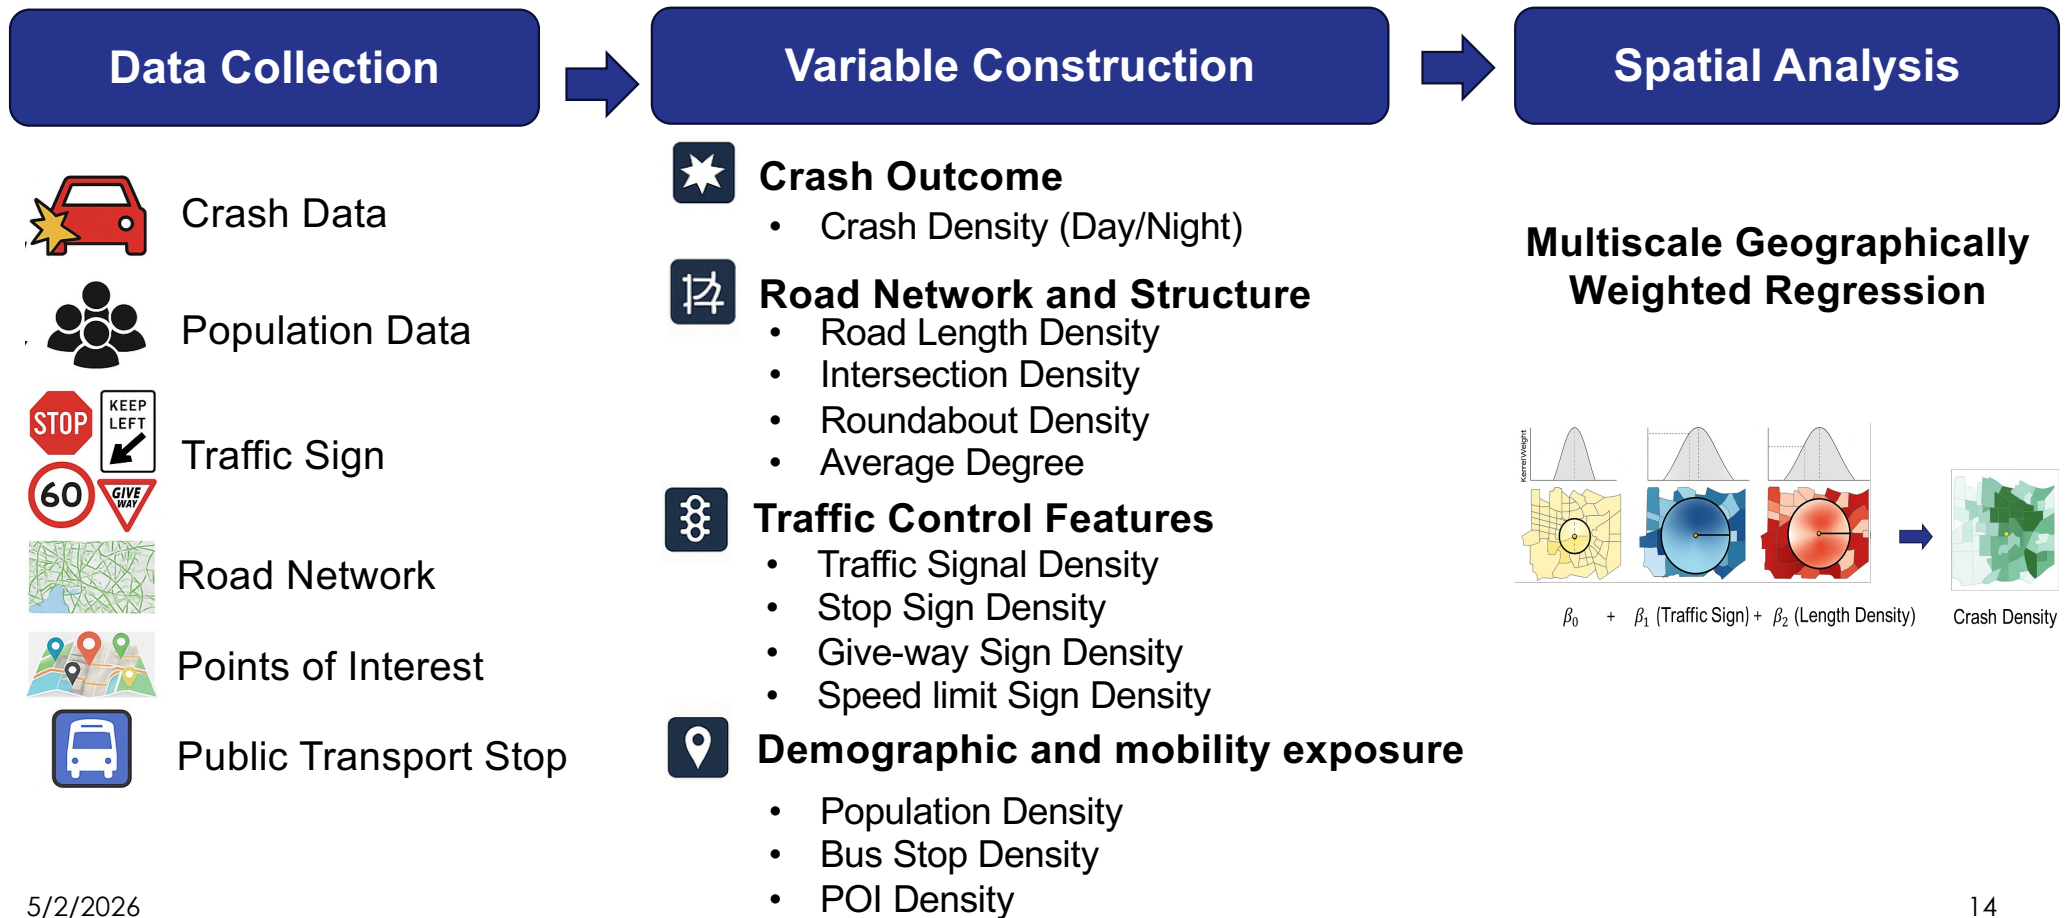 Data Collection
Variable Construction
Spatial Analysis
Crash Data
Population Data
STOP
KEEP
LEFT
60
GIVE
WAY
Traffic Sign
Road Network
Points of Interest
Public Transport Stop
Crash Outcome
• Crash Density (Day/Night)
Road Network and Structure
• Road Length Density
• Intersection Density
• Roundabout Density
• Average Degree
Traffic Control Features
• Traffic Signal Density
• Stop Sign Density
• Give-way Sign Density
• Speed limit Sign Density
Demographic and mobility exposure
• Population Density
• Bus Stop Density
• POI Density
Multiscale Geographically
Weighted Regression
Kernel Weight
β₀ + β₁ (Traffic Sign) + β₂ (Length Density)
Crash Density
5/2/2026
14